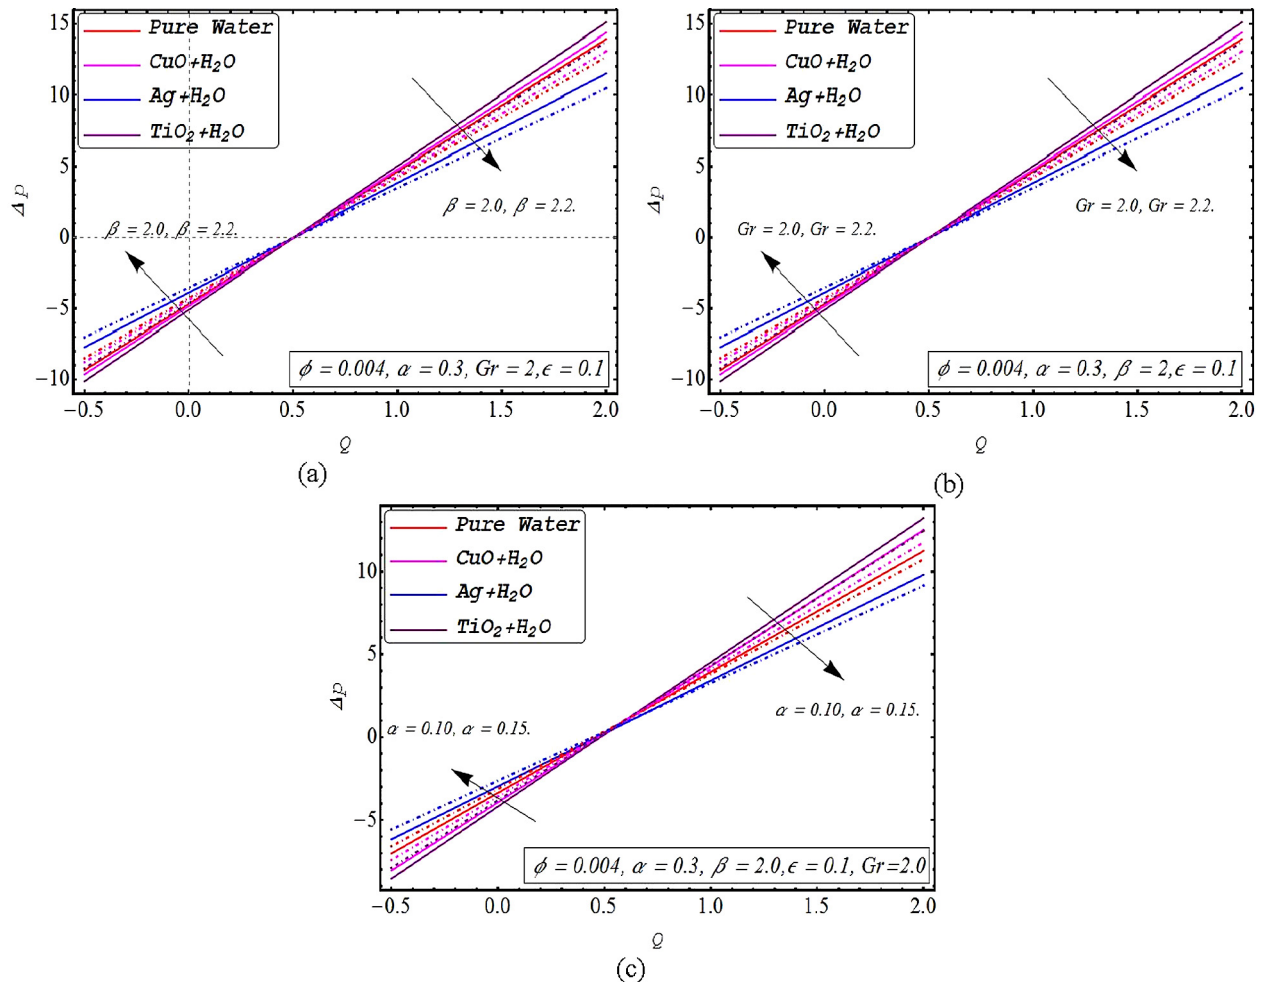 Pure Water
CuO+H₂O
Ag+H₂O
TiO₂+H₂O
15
10
5
0
−5
−10
Δp
β = 2.0, β = 2.2.
β = 2.0, β = 2.2.
ϕ = 0.004, α = 0.3, Gr = 2,ϵ = 0.1
−0.5 0.0 0.5 1.0 1.5 2.0
Q
(a)
Pure Water
CuO+H₂O
Ag+H₂O
TiO₂+H₂O
15
10
5
0
−5
−10
Δp
Gr = 2.0, Gr = 2.2.
Gr = 2.0, Gr = 2.2.
ϕ = 0.004, α = 0.3, β = 2,ϵ = 0.1
−0.5 0.0 0.5 1.0 1.5 2.0
Q
(b)
Pure Water
CuO+H₂O
Ag+H₂O
TiO₂+H₂O
10
5
0
−5
Δp
α = 0.10, α = 0.15.
α = 0.10, α = 0.15.
ϕ = 0.004, α = 0.3, β = 2.0,ϵ = 0.1, Gr=2.0
−0.5 0.0 0.5 1.0 1.5 2.0
Q
(c)